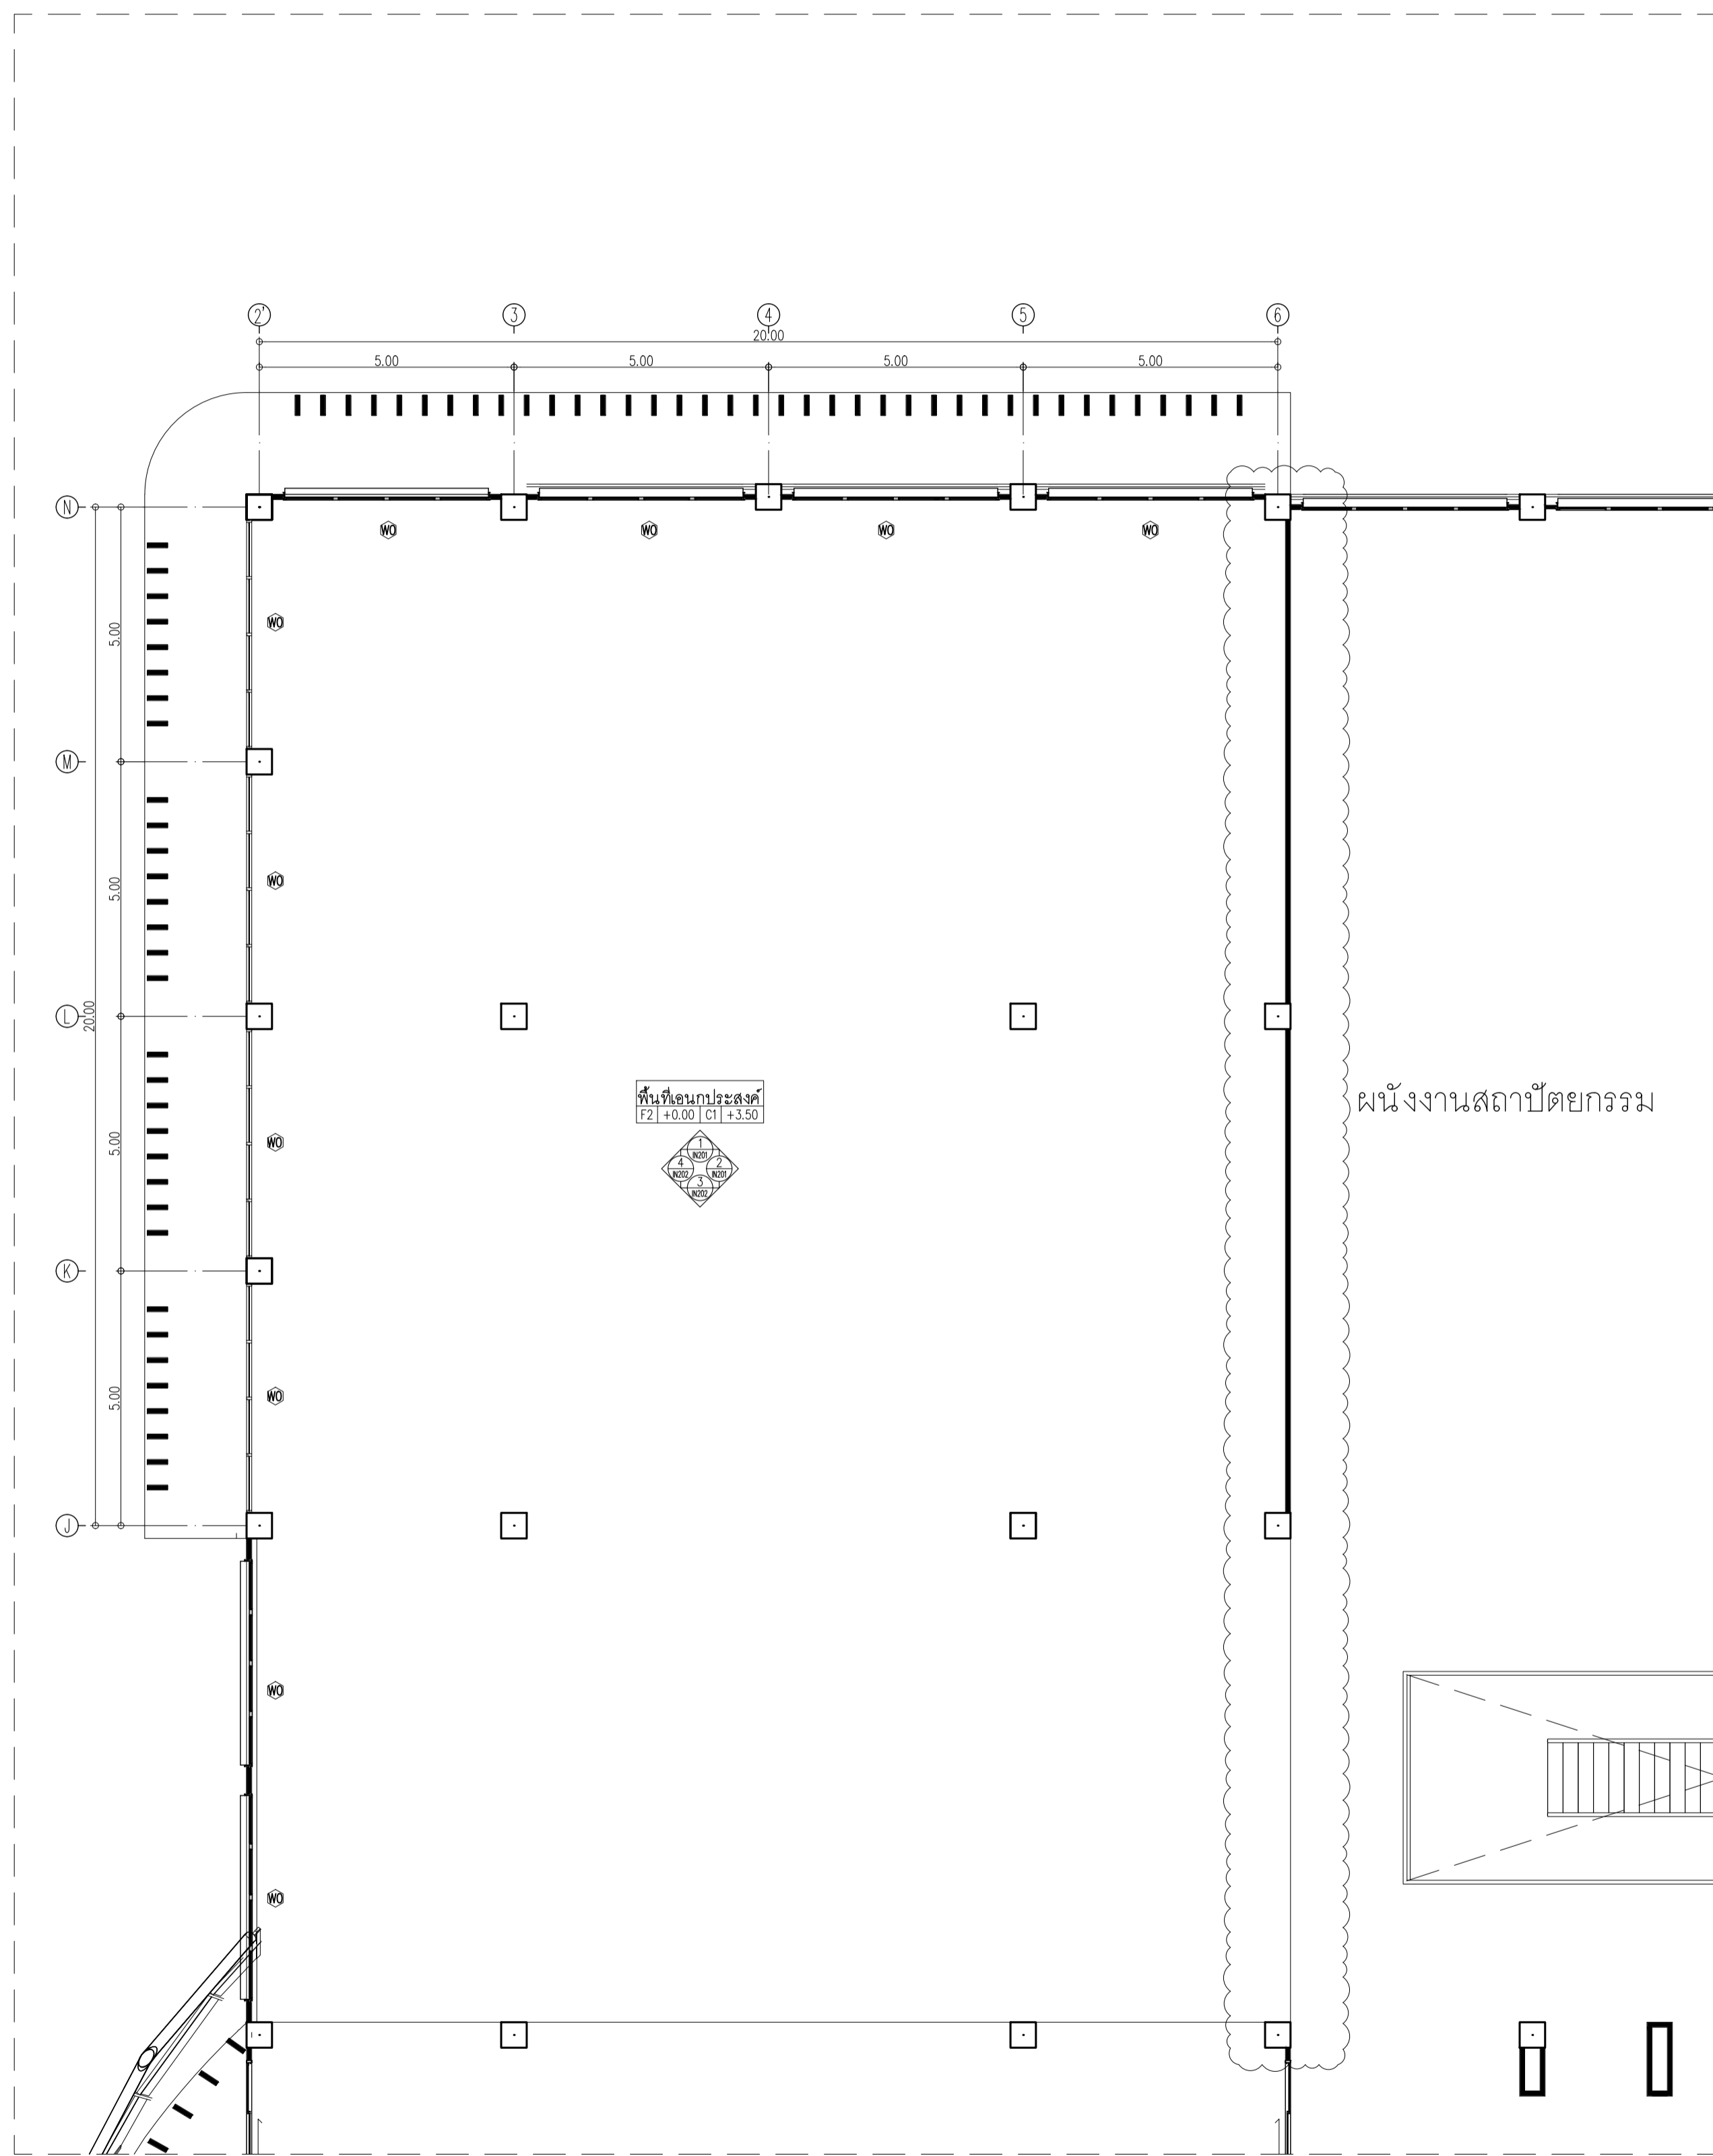 2' 3 4 5 6
20.00
5.00 5.00 5.00 5.00
N
WO WO WO WO
WO
5.00
M
WO
5.00
L
20.00
พื้นที่เอนกประสงค์
F2 +0.00 C1 +3.50
ผนังงานสถาปัตยกรรม
1
IN201
4
IN202
2
IN201
3
IN202
WO
5.00
K
WO
5.00
J
WO
WO